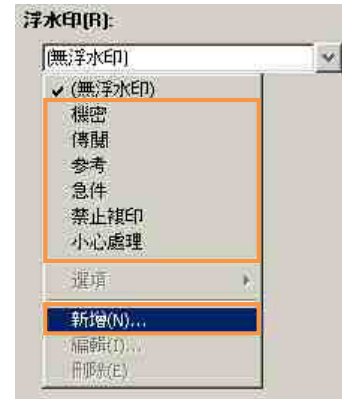 浮水印(R):
(無浮水印)
✓ (無浮水印)
機密
傳閱
參考
急件
禁止複印
小心處理
選項
新增(N)...
編輯(I)...
刪除(E)